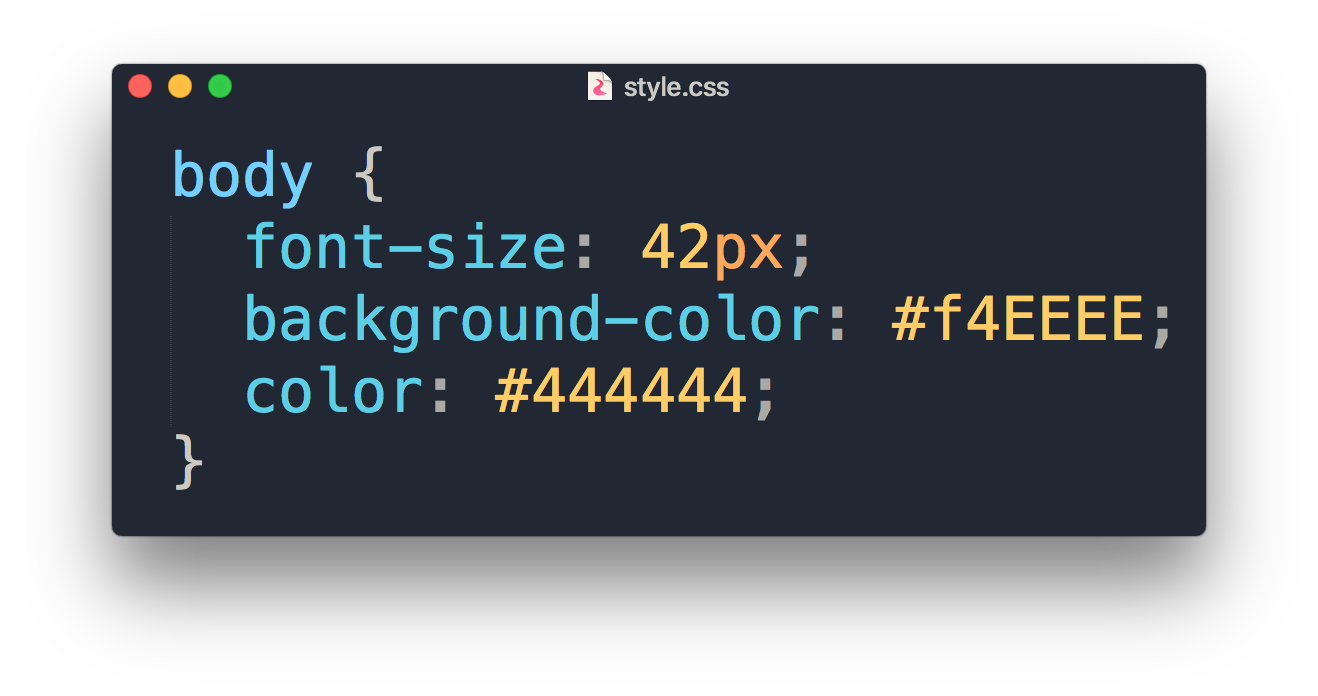 style.css
body {
  font-size: 42px;
  background-color: #f4EEEE;
  color: #444444;
}